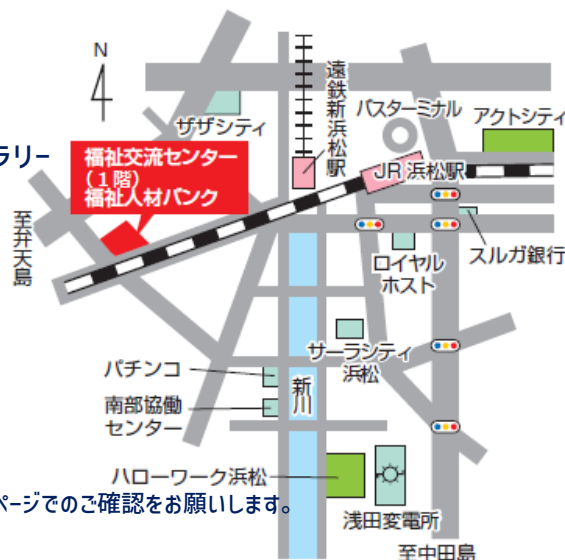 N
ザザシティ
遠鉄新浜松駅
バスターミナル
アクトシティ
ラリー
福祉交流センター
(1階)
福祉人材バンク
JR 浜松駅
至弁天島
スルガ銀行
ロイヤル
ホスト
サーラシティ
浜松
パチンコ
新川
南部協働
センター
ハローワーク浜松
ページでのご確認をお願いします。
浅田変電所
至中田島